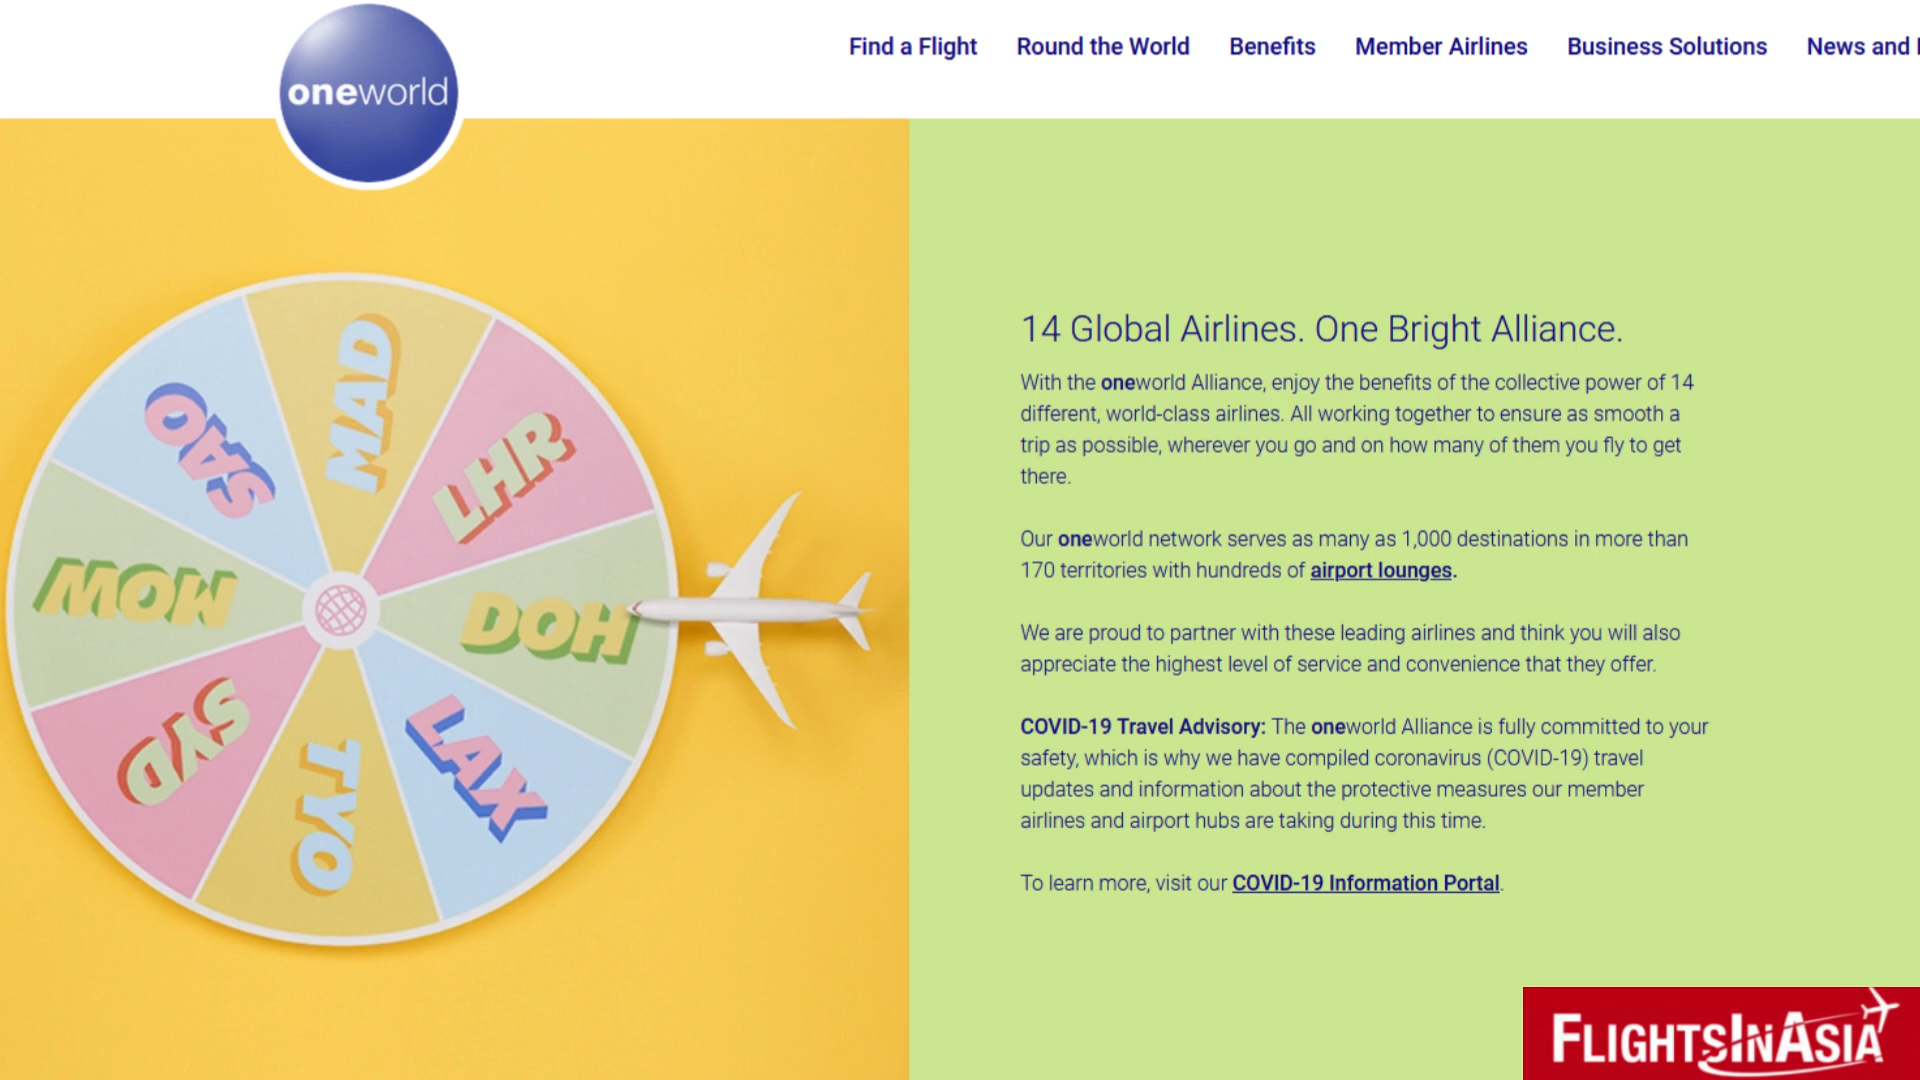 oneworld
Find a Flight Round the World Benefits Member Airlines Business Solutions News and
MAD
LHR
DOH
LAX
TYO
SYD
MOW
SAO
14 Global Airlines. One Bright Alliance.
With the oneworld Alliance, enjoy the benefits of the collective power of 14
different, world-class airlines. All working together to ensure as smooth a
trip as possible, wherever you go and on how many of them you fly to get
there.
Our oneworld network serves as many as 1,000 destinations in more than
170 territories with hundreds of airport lounges.
We are proud to partner with these leading airlines and think you will also
appreciate the highest level of service and convenience that they offer.
COVID-19 Travel Advisory: The oneworld Alliance is fully committed to your
safety, which is why we have compiled coronavirus (COVID-19) travel
updates and information about the protective measures our member
airlines and airport hubs are taking during this time.
To learn more, visit our COVID-19 Information Portal.
FLIGHTSINASIA